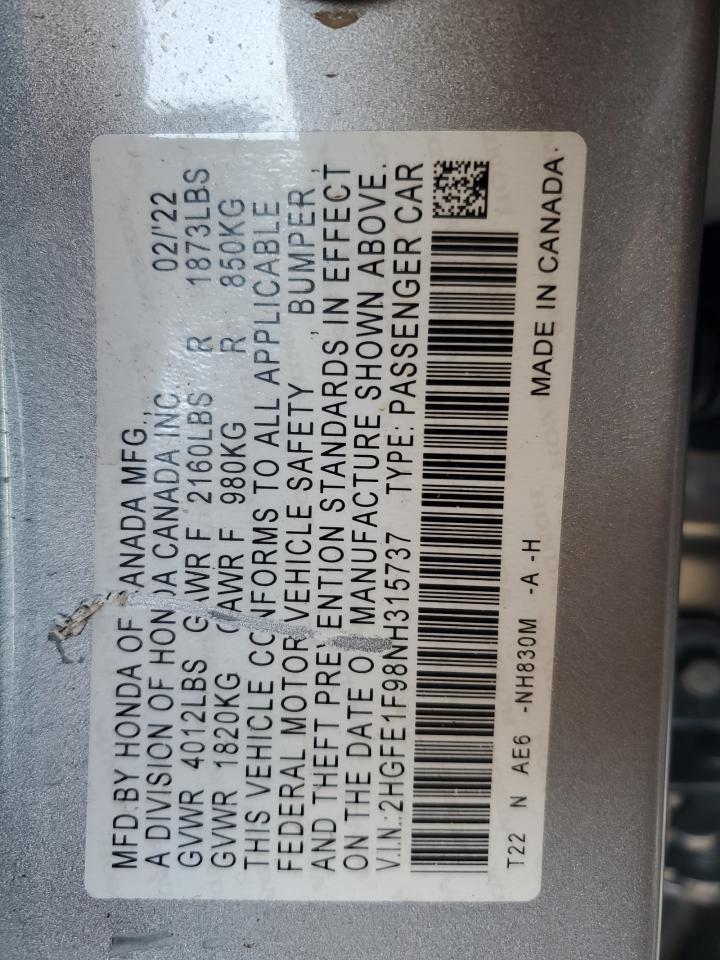 MFD.BY HONDA OF CANADA MFG.,
A DIVISION OF HONDA CANADA INC. 02/'22
GVWR 4012LBS GAWR F 2160LBS R 1873LBS
GVWR 1820KG GAWR F 980KG R 850KG
THIS VEHICLE CONFORMS TO ALL APPLICABLE
FEDERAL MOTOR VEHICLE SAFETY , BUMPER ,
AND THEFT PREVENTION STANDARDS IN EFFECT
ON THE DATE OF MANUFACTURE SHOWN ABOVE.
V.I.N.:2HGFE1F98NH315737 TYPE: PASSENGER CAR
T22 N AE6 -NH830M -A -H MADE IN CANADA.